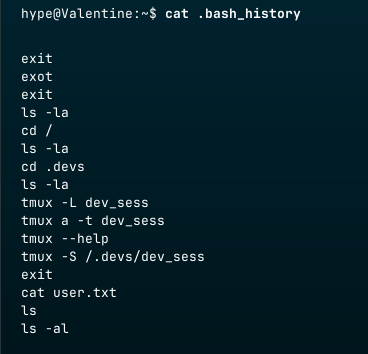 hype@Valentine:~$ cat .bash_history
exit
exot
exit
ls -la
cd /
ls -la
cd .devs
ls -la
tmux -L dev_sess
tmux a -t dev_sess
tmux --help
tmux -S /.devs/dev_sess
exit
cat user.txt
ls
ls -al